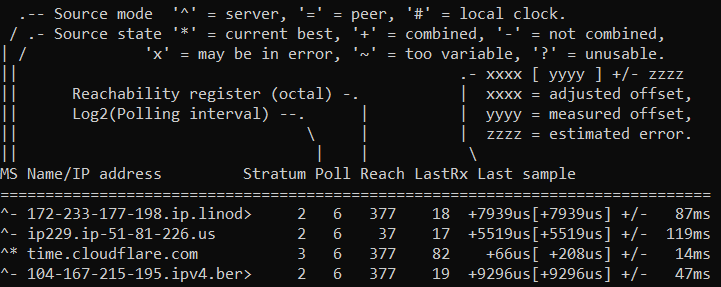 .-- Source mode  '^' = server, '=' = peer, '#' = local clock.
 / .- Source state '*' = current best, '+' = combined, '-' = not combined,
| /             'x' = may be in error, '~' = too variable, '?' = unusable.
||                                                 .- xxxx [ yyyy ] +/- zzzz
||      Reachability register (octal) -.           |  xxxx = adjusted offset,
||      Log2(Polling interval) --.      |          |  yyyy = measured offset,
||                                \     |          |  zzzz = estimated error.
||                                 |    |           \
MS Name/IP address         Stratum Poll Reach LastRx Last sample
===============================================================================
^- 172-233-177-198.ip.linod>     2   6   377    18  +7939us[+7939us] +/-   87ms
^- ip229.ip-51-81-226.us         2   6    37    17  +5519us[+5519us] +/-  119ms
^* time.cloudflare.com           3   6   377    82    +66us[ +208us] +/-   14ms
^- 104-167-215-195.ipv4.ber>     2   6   377    19  +9296us[+9296us] +/-   47ms